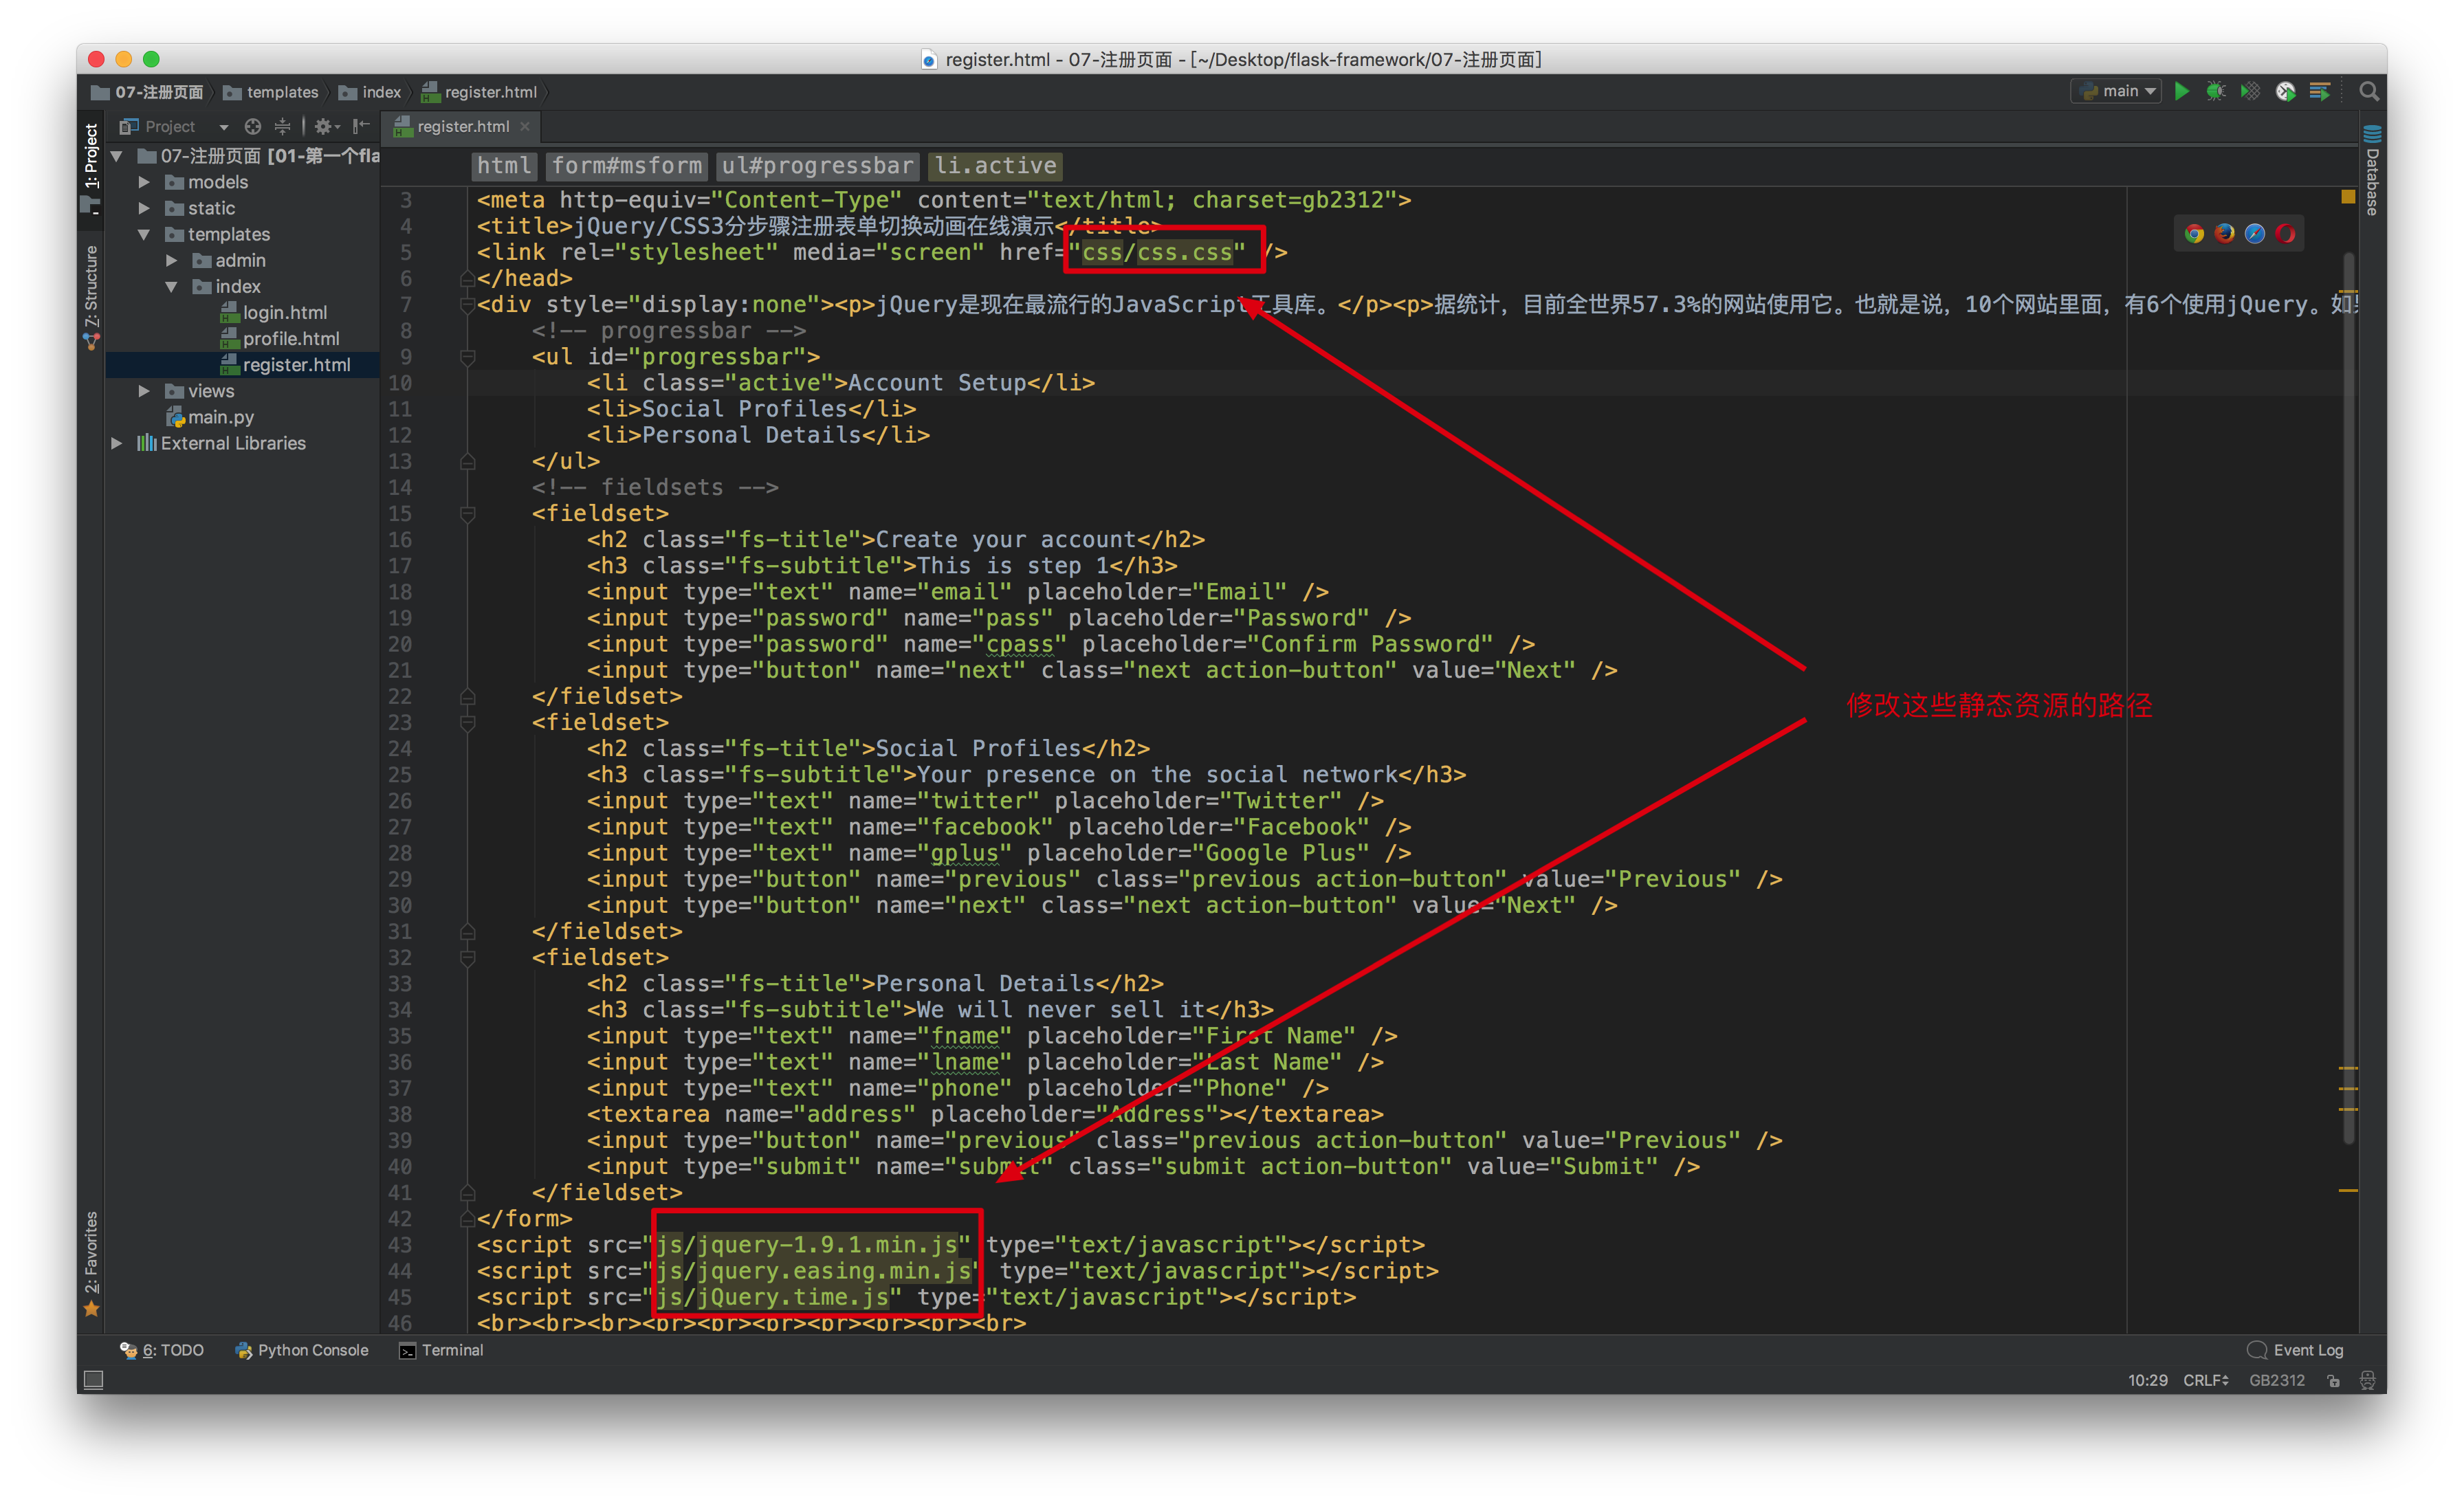 register.html - 07-注册页面 - [~/Desktop/flask-framework/07-注册页面]
07-注册页面 templates index register.html main
1: Project
Project
register.html
07-注册页面 [01-第一个fla
models
static
templates
admin
index
login.html
profile.html
register.html
views
main.py
External Libraries
Z: Structure
2: Favorites
Database
html form#msform ul#progressbar li.active
3 <meta http-equiv="Content-Type" content="text/html; charset=gb2312">
4 <title>jQuery/CSS3分步骤注册表单切换动画在线演示</title>
5 <link rel="stylesheet" media="screen" href="css/css.css" />
6 </head>
7 <div style="display:none"><p>jQuery是现在最流行的JavaScript工具库。</p><p>据统计，目前全世界57.3%的网站使用它。也就是说，10个网站里面，有6个使用jQuery。如
8 <!-- progressbar -->
9 <ul id="progressbar">
10 <li class="active">Account Setup</li>
11 <li>Social Profiles</li>
12 <li>Personal Details</li>
13 </ul>
14 <!-- fieldsets -->
15 <fieldset>
16 <h2 class="fs-title">Create your account</h2>
17 <h3 class="fs-subtitle">This is step 1</h3>
18 <input type="text" name="email" placeholder="Email" />
19 <input type="password" name="pass" placeholder="Password" />
20 <input type="password" name="cpass" placeholder="Confirm Password" />
21 <input type="button" name="next" class="next action-button" value="Next" />
22 </fieldset>
23 <fieldset>
24 <h2 class="fs-title">Social Profiles</h2>
25 <h3 class="fs-subtitle">Your presence on the social network</h3>
26 <input type="text" name="twitter" placeholder="Twitter" />
27 <input type="text" name="facebook" placeholder="Facebook" />
28 <input type="text" name="gplus" placeholder="Google Plus" />
29 <input type="button" name="previous" class="previous action-button" value="Previous" />
30 <input type="button" name="next" class="next action-button" value="Next" />
31 </fieldset>
32 <fieldset>
33 <h2 class="fs-title">Personal Details</h2>
34 <h3 class="fs-subtitle">We will never sell it</h3>
35 <input type="text" name="fname" placeholder="First Name" />
36 <input type="text" name="lname" placeholder="Last Name" />
37 <input type="text" name="phone" placeholder="Phone" />
38 <textarea name="address" placeholder="Address"></textarea>
39 <input type="button" name="previous" class="previous action-button" value="Previous" />
40 <input type="submit" name="submit" class="submit action-button" value="Submit" />
41 </fieldset>
42 </form>
43 <script src="js/jquery-1.9.1.min.js" type="text/javascript"></script>
44 <script src="js/jquery.easing.min.js" type="text/javascript"></script>
45 <script src="js/jQuery.time.js" type="text/javascript"></script>
46 <br><br><br><br><br><br><br><br><br><br>
修改这些静态资源的路径
6: TODO Python Console Terminal Event Log
10:29 CRLF GB2312